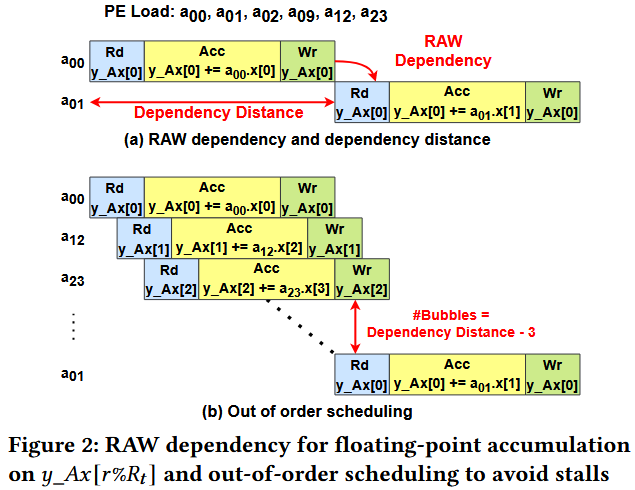 PE Load: a00, a01, a02, a09, a12, a23
a00
Rd
y_Ax[0]
Acc
y_Ax[0] += a00.x[0]
Wr
y_Ax[0]
RAW
Dependency
a01
Dependency Distance
Rd
y_Ax[0]
Acc
y_Ax[0] += a01.x[1]
Wr
y_Ax[0]
(a) RAW dependency and dependency distance
a00
Rd
y_Ax[0]
Acc
y_Ax[0] += a00.x[0]
Wr
y_Ax[0]
a12
Rd
y_Ax[1]
Acc
y_Ax[1] += a12.x[2]
Wr
y_Ax[1]
a23
Rd
y_Ax[2]
Acc
y_Ax[2] += a23.x[3]
Wr
y_Ax[2]
#Bubbles =
Dependency Distance - 3
a01
Rd
y_Ax[0]
Acc
y_Ax[0] += a01.x[1]
Wr
y_Ax[0]
(b) Out of order scheduling
Figure 2: RAW dependency for floating-point accumulation
on y_Ax[r%Rt] and out-of-order scheduling to avoid stalls